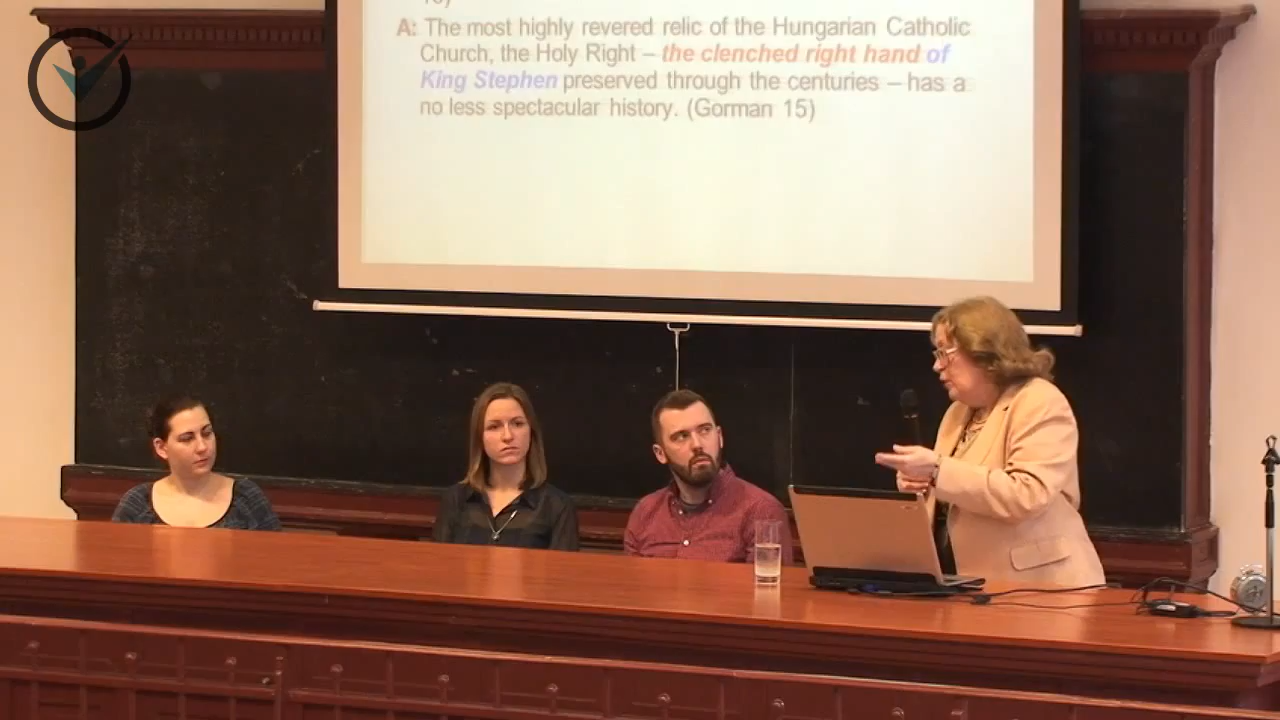 A: The most highly revered relic of the Hungarian Catholic
Church, the Holy Right – the clenched right hand of
King Stephen preserved through the centuries – has a
no less spectacular history. (Gorman 15)